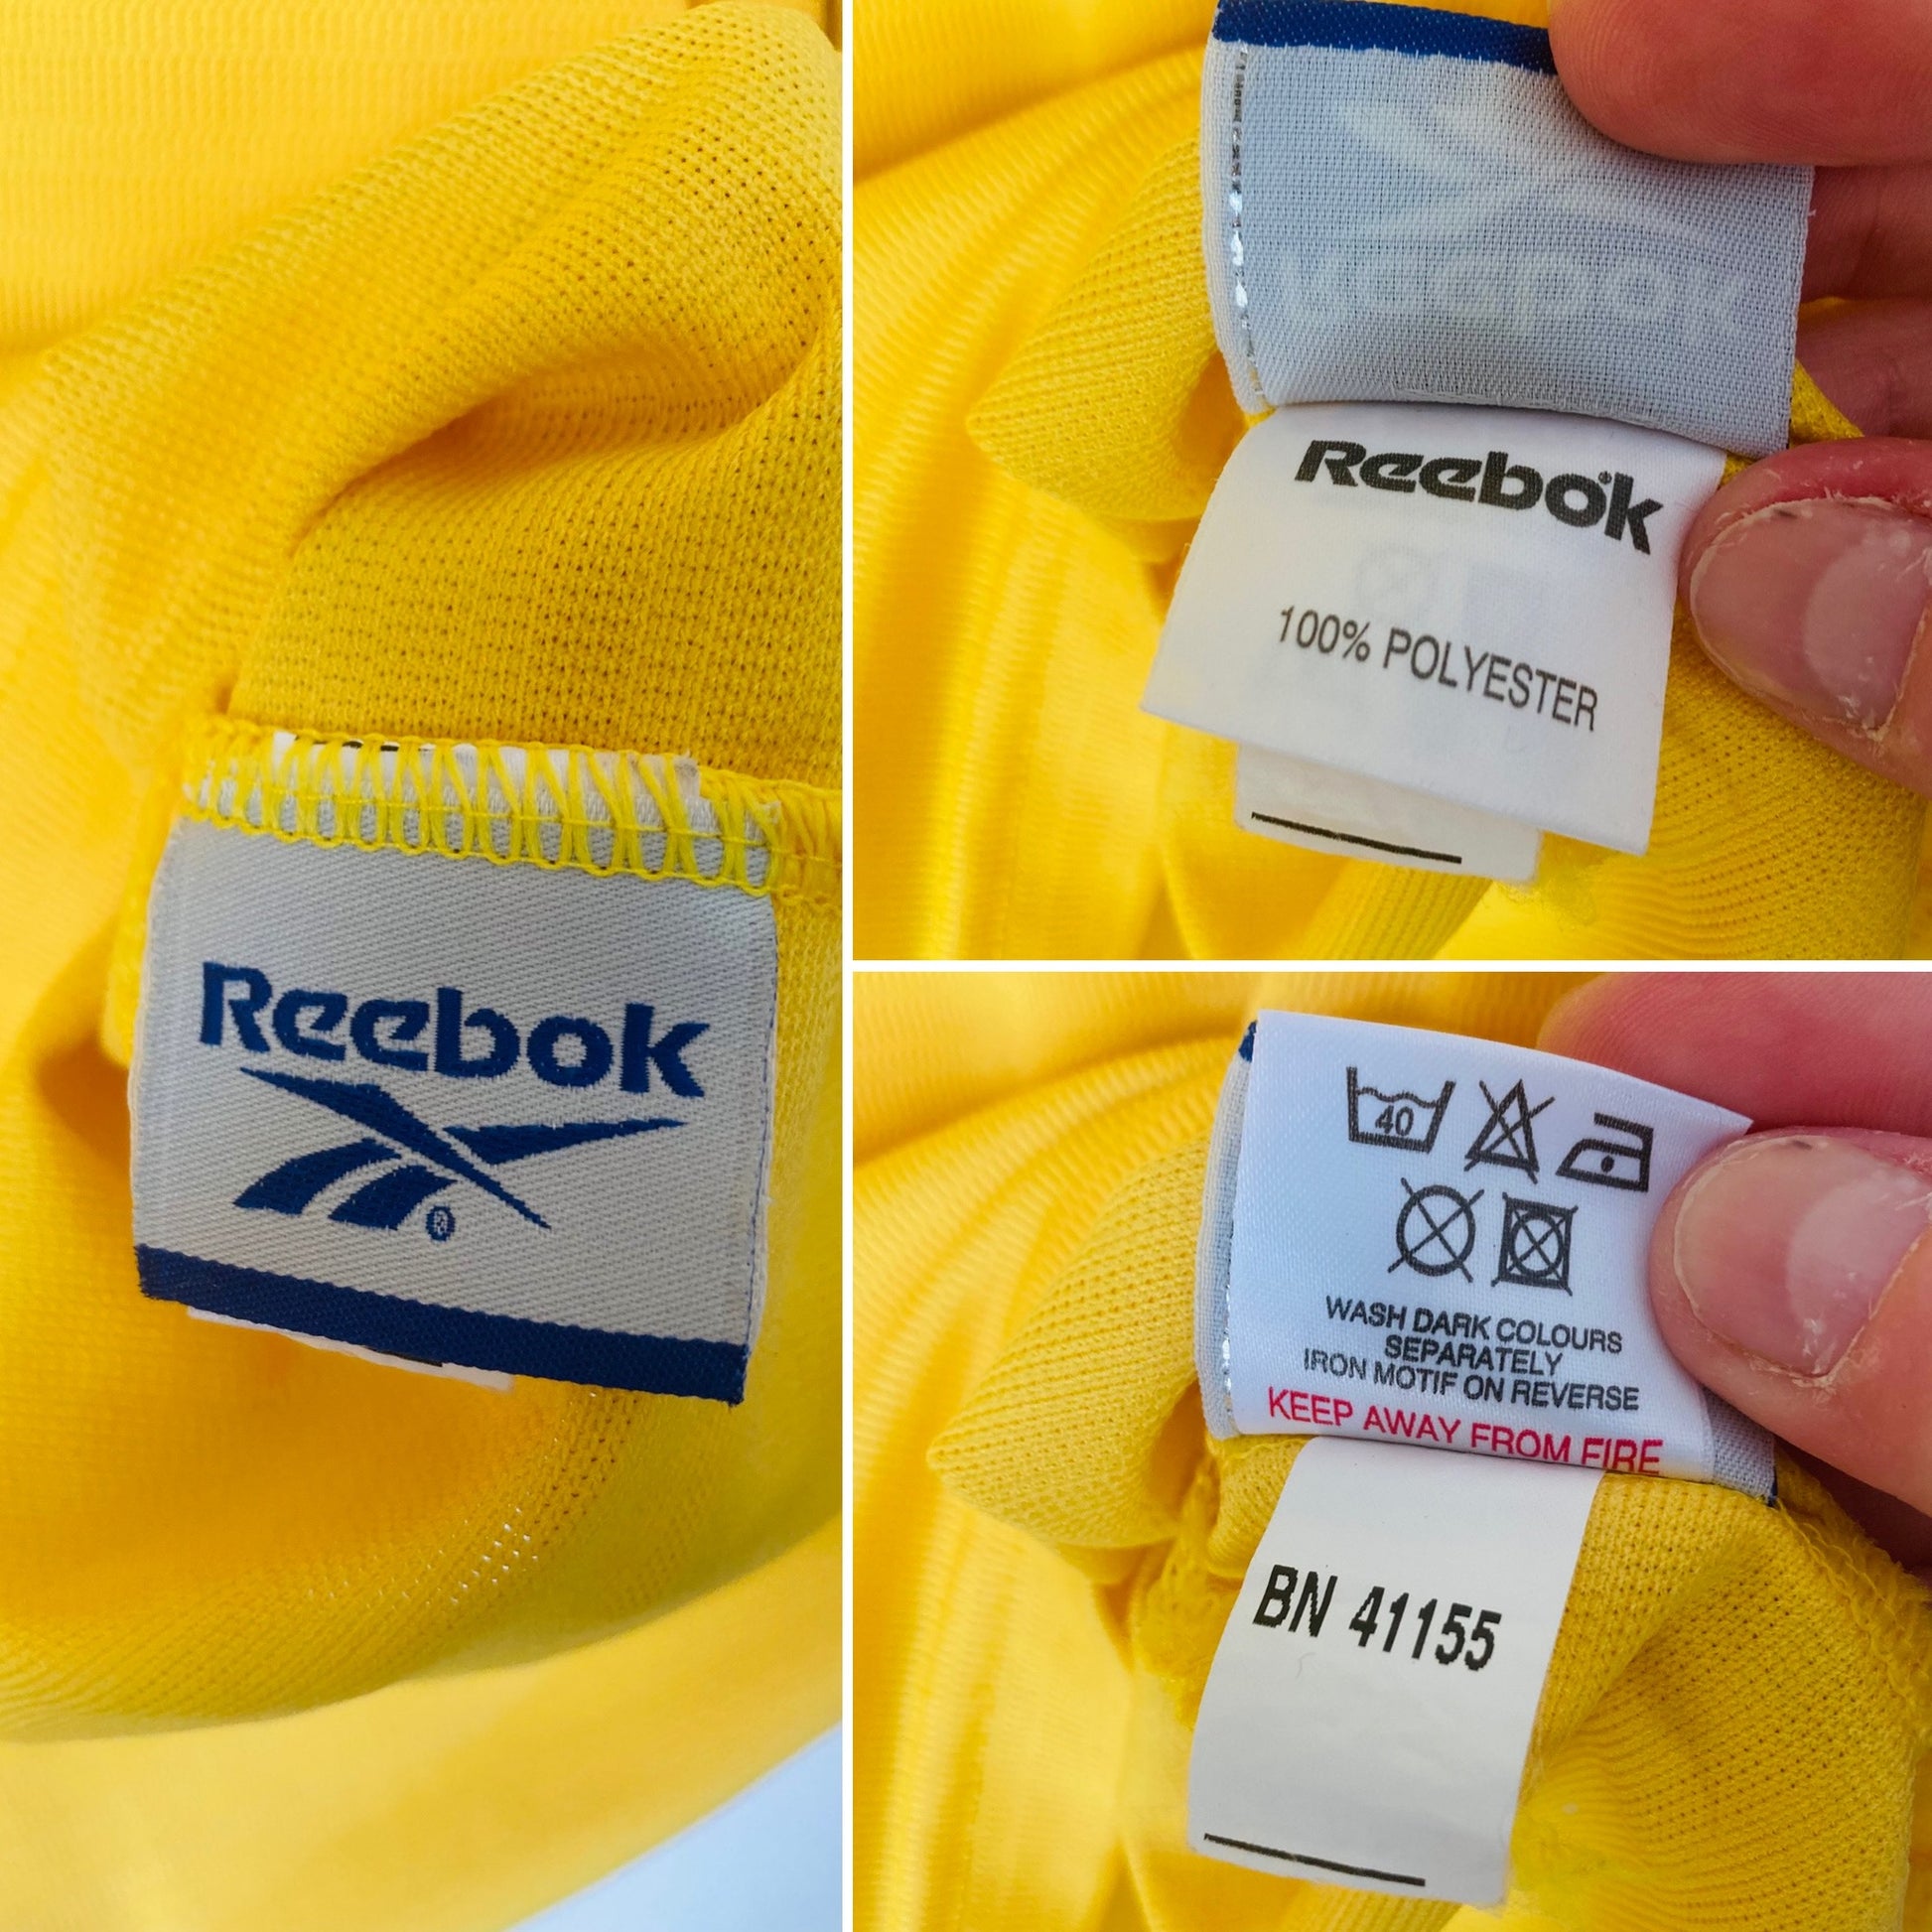 Reebok
®
Reebok
100% POLYESTER
40
WASH DARK COLOURS
SEPARATELY
IRON MOTIF ON REVERSE
KEEP AWAY FROM FIRE
BN 41155